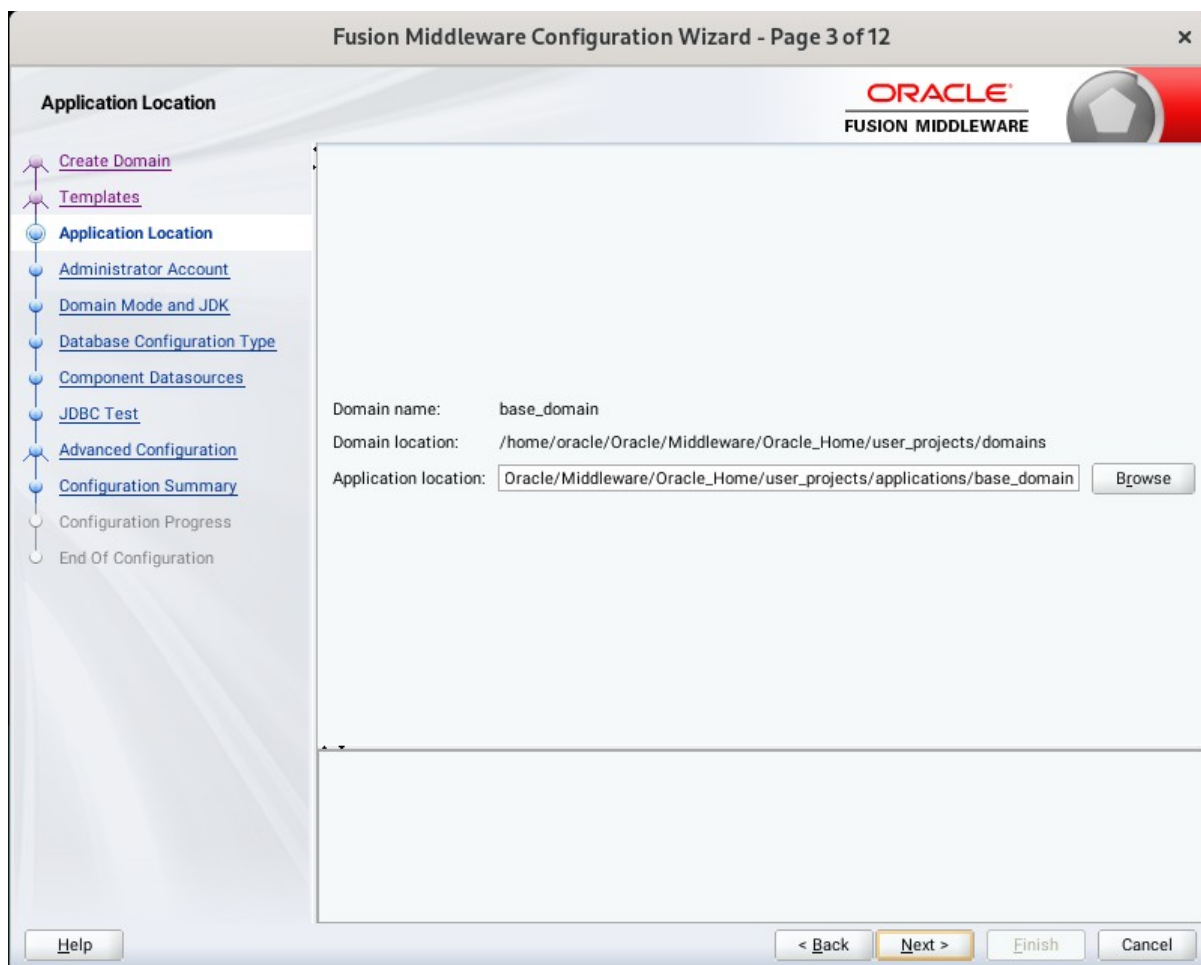 Fusion Middleware Configuration Wizard - Page 3 of 12
Application Location
ORACLE
FUSION MIDDLEWARE
Create Domain
Templates
Application Location
Administrator Account
Domain Mode and JDK
Database Configuration Type
Component Datasources
JDBC Test
Advanced Configuration
Configuration Summary
Configuration Progress
End Of Configuration
Domain name: base_domain
Domain location: /home/oracle/Oracle/Middleware/Oracle_Home/user_projects/domains
Application location: Oracle/Middleware/Oracle_Home/user_projects/applications/base_domain Browse
Help < Back Next > Finish Cancel